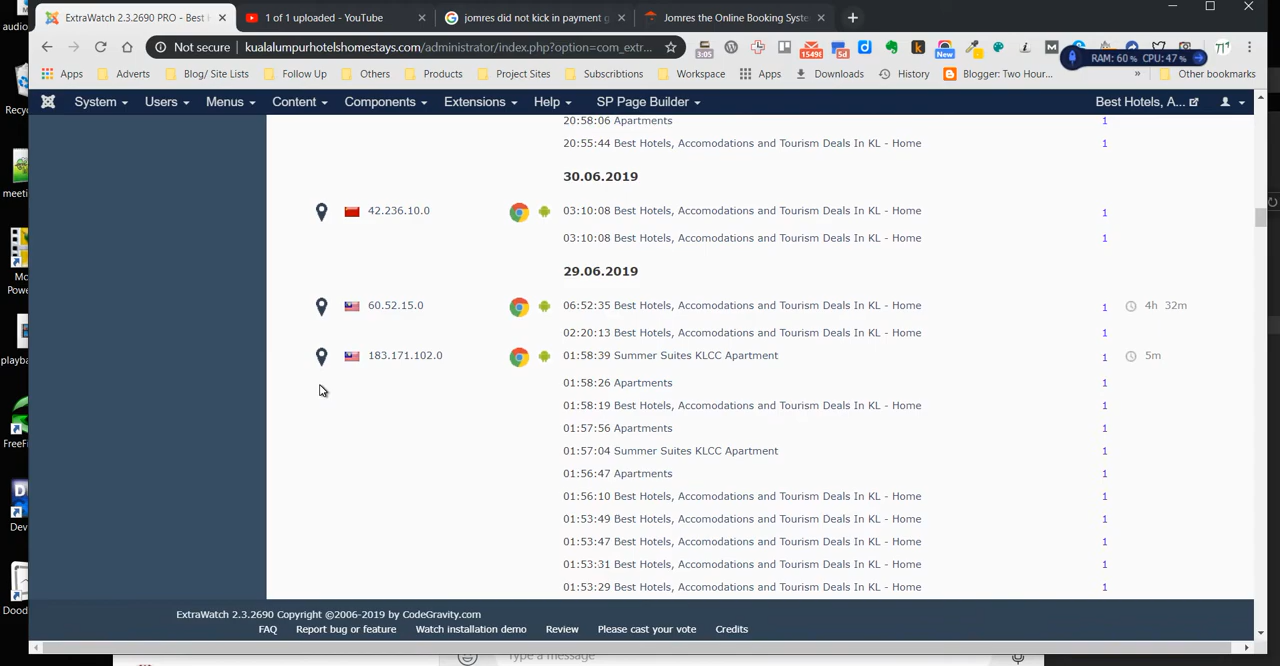 ExtraWatch 2.3.2690 PRO - Best H
1 of 1 uploaded - YouTube
jomres did not kick in payment g
Jomres the Online Booking Syste
Not secure kualalumpurhotelshomestays.com/administrator/index.php?option=com_extr...
3:05
15496
5d
New
RAM: 60 % CPU: 47 %
Apps Adverts Blog/ Site Lists Follow Up Others Products Project Sites Subscribtions Workspace Apps Downloads History Blogger: Two Hour... » Other bookmarks
System Users Menus Content Components Extensions Help SP Page Builder Best Hotels, A...
20:58:06 Apartments 1
20:55:44 Best Hotels, Accomodations and Tourism Deals In KL - Home 1
30.06.2019
42.236.10.0 03:10:08 Best Hotels, Accomodations and Tourism Deals In KL - Home 1
03:10:08 Best Hotels, Accomodations and Tourism Deals In KL - Home 1
29.06.2019
60.52.15.0 06:52:35 Best Hotels, Accomodations and Tourism Deals In KL - Home 1 4h 32m
02:20:13 Best Hotels, Accomodations and Tourism Deals In KL - Home 1
183.171.102.0 01:58:39 Summer Suites KLCC Apartment 1 5m
01:58:26 Apartments 1
01:58:19 Best Hotels, Accomodations and Tourism Deals In KL - Home 1
01:57:56 Apartments 1
01:57:04 Summer Suites KLCC Apartment 1
01:56:47 Apartments 1
01:56:10 Best Hotels, Accomodations and Tourism Deals In KL - Home 1
01:53:49 Best Hotels, Accomodations and Tourism Deals In KL - Home 1
01:53:47 Best Hotels, Accomodations and Tourism Deals In KL - Home 1
01:53:31 Best Hotels, Accomodations and Tourism Deals In KL - Home 1
01:53:29 Best Hotels, Accomodations and Tourism Deals In KL - Home 1
ExtraWatch 2.3.2690 Copyright ©2006-2019 by CodeGravity.com
FAQ Report bug or feature Watch installation demo Review Please cast your vote Credits
audio
Recyc
meeti
Mo
Powe
playba
FreeFi
Dev
Dood
Type a message